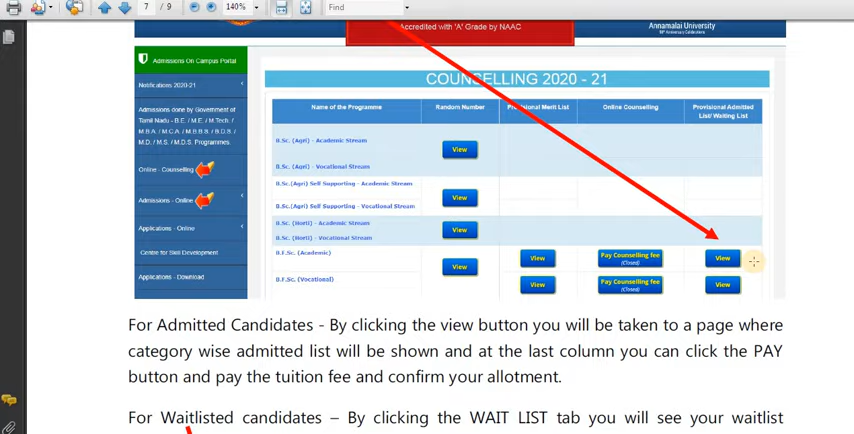 7 / 9
140%
Find
Accredited with 'A' Grade by NAAC
Annamalai University
Admissions On Campus Portal
Notifications 2020-21
Admissions done by Government of
Tamil Nadu - B.E. / M.E. / M.Tech. /
M.B.A. / M.C.A. / M.B.B.S. / B.D.S. /
M.D. / M.S. / M.D.S. Programmes
Online - Counselling
Admissions - Online
Applications - Online
Centre for Skill Development
Applications - Download
COUNSELLING 2020 - 21
Name of the Programme Random Number Provisional Merit List Online Counselling Provisional Admitted
List/ Waiting List
B.Sc. (Agri) - Academic Stream
View
B.Sc. (Agri) - Vocational Stream
B.Sc.(Agri) Self Supporting - Academic Stream
View
B.Sc.(Agri) Self Supporting - Vocational Stream
B.Sc. (Horti) - Academic Stream
View
B.Sc. (Horti) - Vocational Stream
B.F.Sc. (Academic) View Pay Counselling fee View
(Closed)
View
B.F.Sc. (Vocational) View Pay Counselling fee View
(Closed)
For Admitted Candidates - By clicking the view button you will be taken to a page where
category wise admitted list will be shown and at the last column you can click the PAY
button and pay the tuition fee and confirm your allotment.
For Waitlisted candidates – By clicking the WAIT LIST tab you will see your waitlist